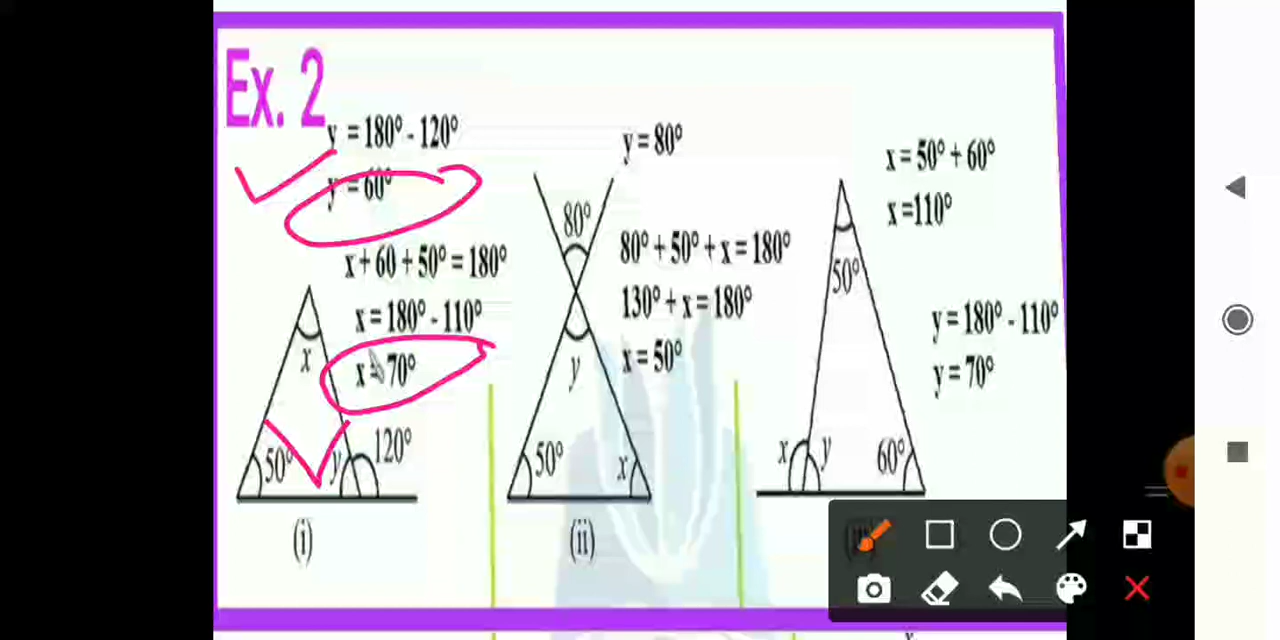 Ex. 2
y = 180° - 120°
y = 60°
x + 60 + 50° = 180°
x = 180° - 110°
x = 70°
x
50°
y
120°
(i)
y = 80°
80°
80° + 50° + x = 180°
130° + x = 180°
x = 50°
y
50°
x
(ii)
x = 50° + 60°
x =110°
50°
y = 180° - 110°
y = 70°
x
y
60°